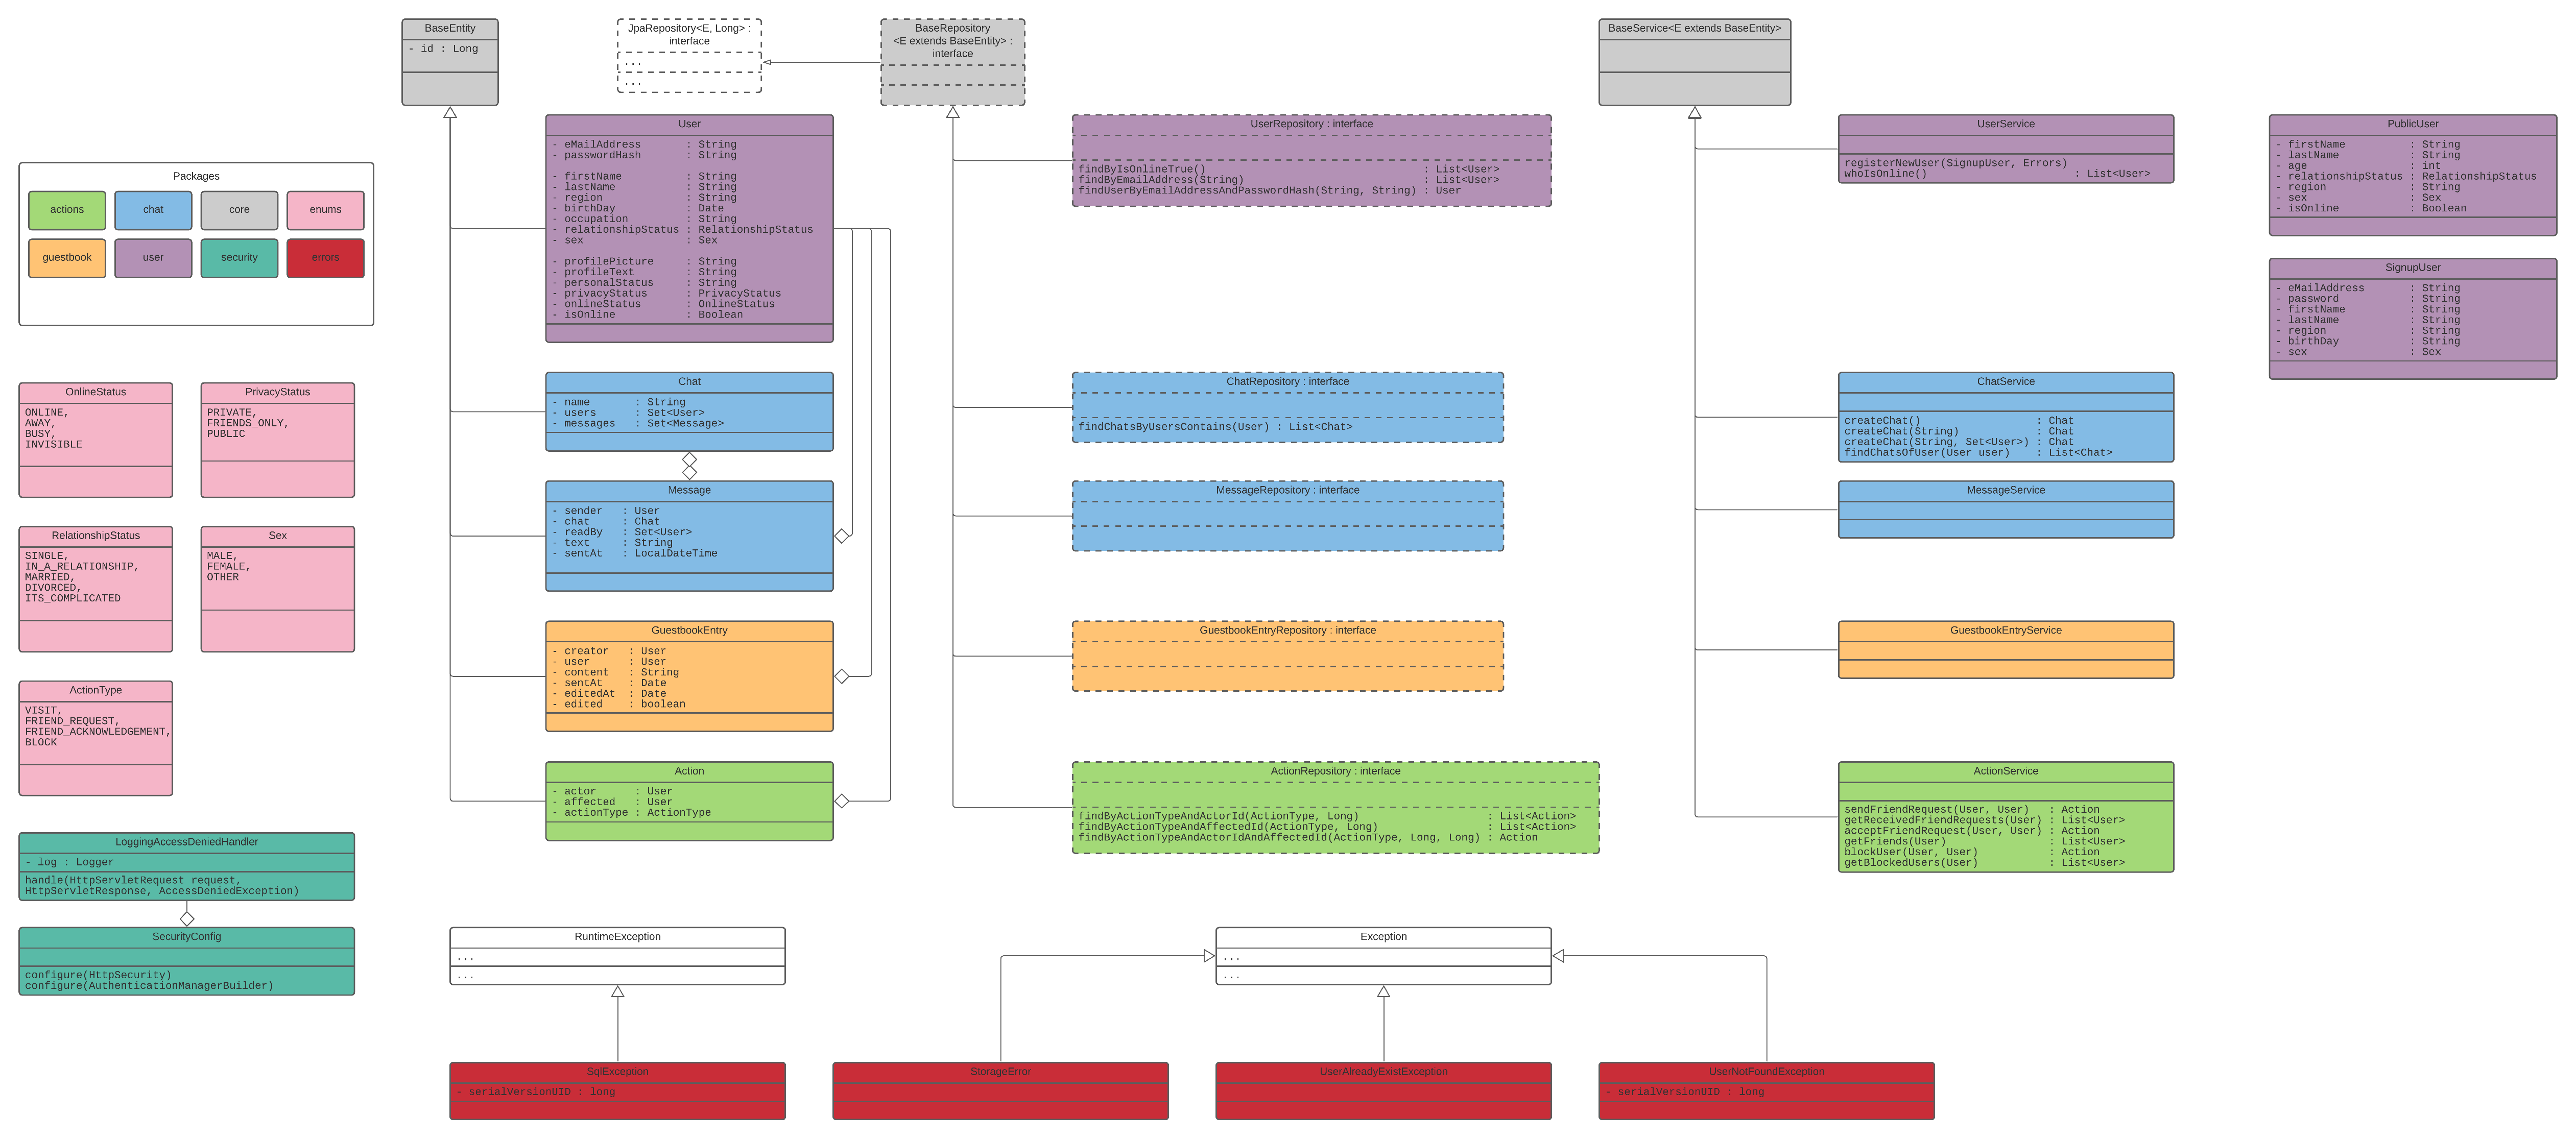 BaseEntity
- id : Long
JpaRepository<E, Long> :
interface
...
...
BaseRepository
<E extends BaseEntity> :
interface
BaseService<E extends BaseEntity>
Packages
actions
chat
core
enums
guestbook
user
security
errors
User
- eMailAddress : String
- passwordHash : String
- firstName : String
- lastName : String
- region : String
- birthDay : Date
- occupation : String
- relationshipStatus : RelationshipStatus
- sex : Sex
- profilePicture : String
- profileText : String
- personalStatus : String
- privacyStatus : PrivacyStatus
- onlineStatus : OnlineStatus
- isOnline : Boolean
UserRepository : interface
findByIsOnlineTrue() : List<User>
findByEmailAddress(String) : List<User>
findUserByEmailAddressAndPasswordHash(String, String) : User
UserService
registerNewUser(SignupUser, Errors)
whoIsOnline() : List<User>
PublicUser
- firstName : String
- lastName : String
- age : int
- relationshipStatus : RelationshipStatus
- region : String
- sex : Sex
- isOnline : Boolean
SignupUser
- eMailAddress : String
- password : String
- firstName : String
- lastName : String
- region : String
- birthDay : String
- sex : Sex
OnlineStatus
ONLINE,
AWAY,
BUSY,
INVISIBLE
PrivacyStatus
PRIVATE,
FRIENDS_ONLY,
PUBLIC
Chat
- name : String
- users : Set<User>
- messages : Set<Message>
ChatRepository : interface
findChatsByUsersContains(User) : List<Chat>
ChatService
createChat() : Chat
createChat(String) : Chat
createChat(String, Set<User>) : Chat
findChatsOfUser(User user) : List<Chat>
Message
- sender : User
- chat : Chat
- readBy : Set<User>
- text : String
- sentAt : LocalDateTime
MessageRepository : interface
MessageService
RelationshipStatus
SINGLE,
IN_A_RELATIONSHIP,
MARRIED,
DIVORCED,
ITS_COMPLICATED
Sex
MALE,
FEMALE,
OTHER
GuestbookEntry
- creator : User
- user : User
- content : String
- sentAt : Date
- editedAt : Date
- edited : boolean
GuestbookEntryRepository : interface
GuestbookEntryService
ActionType
VISIT,
FRIEND_REQUEST,
FRIEND_ACKNOWLEDGEMENT,
BLOCK
Action
- actor : User
- affected : User
- actionType : ActionType
ActionRepository : interface
findByActionTypeAndActorId(ActionType, Long) : List<Action>
findByActionTypeAndAffectedId(ActionType, Long) : List<Action>
findByActionTypeAndActorIdAndAffectedId(ActionType, Long, Long) : Action
ActionService
sendFriendRequest(User, User) : Action
getReceivedFriendRequests(User) : List<User>
acceptFriendRequest(User, User) : Action
getFriends(User) : List<User>
blockUser(User, User) : Action
getBlockedUsers(User) : List<User>
LoggingAccessDeniedHandler
- log : Logger
handle(HttpServletRequest request,
HttpServletResponse, AccessDeniedException)
SecurityConfig
configure(HttpSecurity)
configure(AuthenticationManagerBuilder)
RuntimeException
...
...
Exception
...
...
SqlException
- serialVersionUID : long
StorageError
UserAlreadyExistException
UserNotFoundException
- serialVersionUID : long